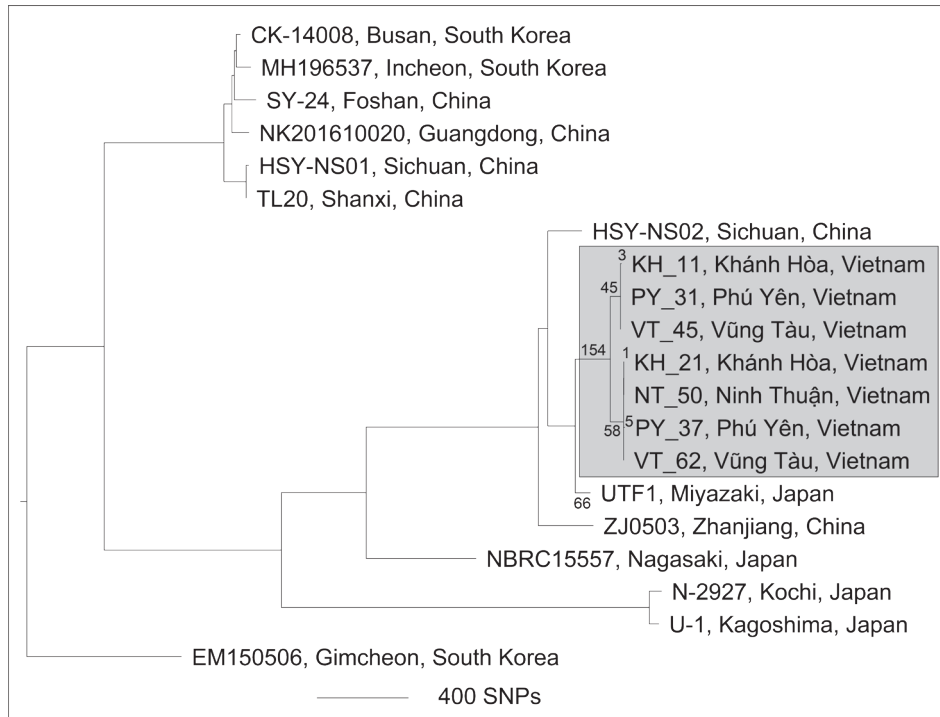 CK-14008, Busan, South Korea
MH196537, Incheon, South Korea
SY-24, Foshan, China
NK201610020, Guangdong, China
HSY-NS01, Sichuan, China
TL20, Shanxi, China
HSY-NS02, Sichuan, China
3 KH_11, Khánh Hòa, Vietnam
45 PY_31, Phú Yên, Vietnam
VT_45, Vũng Tàu, Vietnam
154 1 KH_21, Khánh Hòa, Vietnam
NT_50, Ninh Thuận, Vietnam
58 5 PY_37, Phú Yên, Vietnam
VT_62, Vũng Tàu, Vietnam
66 UTF1, Miyazaki, Japan
ZJ0503, Zhanjiang, China
NBRC15557, Nagasaki, Japan
N-2927, Kochi, Japan
U-1, Kagoshima, Japan
EM150506, Gimcheon, South Korea
400 SNPs